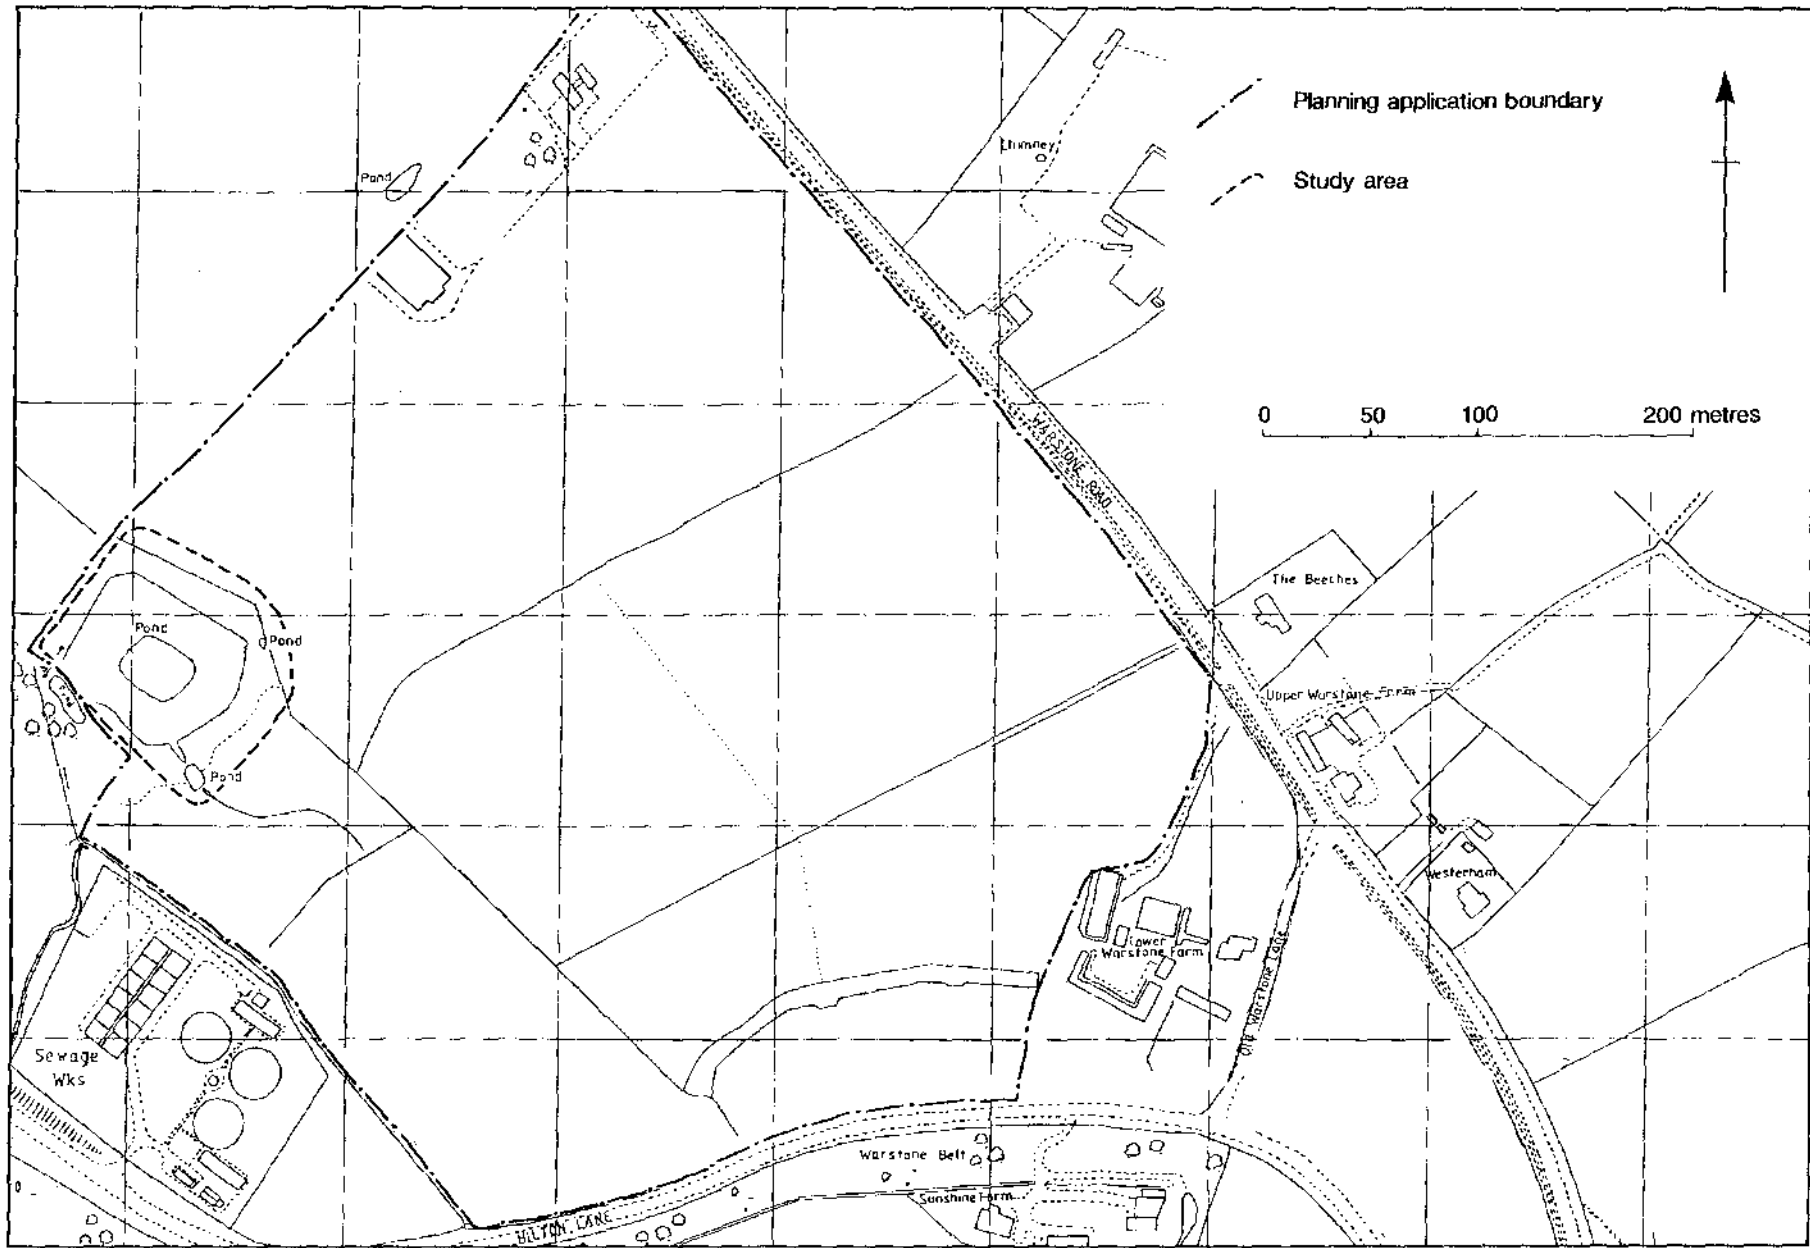 Planning application boundary
Study area
Pond
Chimney
0 50 100 200 metres
WARSTONE ROAD
The Beeches
Pond
Pond
Upper Warstone Farm
Pond
Westerham
Lower
Warstone Farm
Old Warstone Lane
Sewage
Wks
Warstone Belt
Sunshine Farm
HILTON LANE